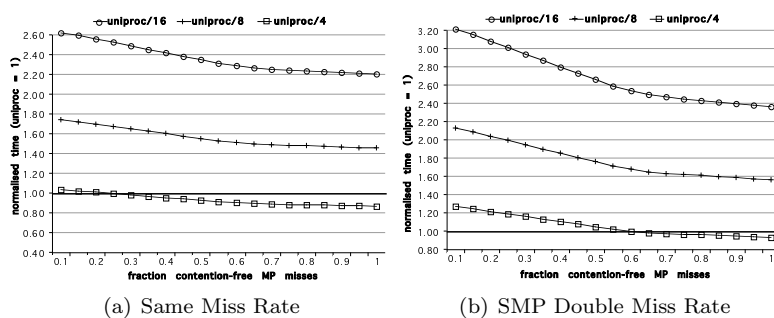 uniproc/16 uniproc/8 uniproc/4
2.60
2.40
2.20
2.00
1.80
1.60
1.40
1.20
1.00
0.80
0.60
0.40
normalised time (uniproc = 1)
0.1 0.2 0.3 0.4 0.5 0.6 0.7 0.8 0.9 1
fraction contention-free MP misses
(a) Same Miss Rate
uniproc/16 uniproc/8 uniproc/4
3.20
3.00
2.80
2.60
2.40
2.20
2.00
1.80
1.60
1.40
1.20
1.00
0.80
normalised time (uniproc = 1)
0.1 0.2 0.3 0.4 0.5 0.6 0.7 0.8 0.9 1
fraction contention-free MP misses
(b) SMP Double Miss Rate